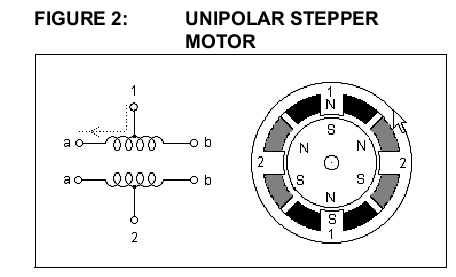 FIGURE 2: UNIPOLAR STEPPER
MOTOR
1
a b
a b
2
1
N
S
N N
2 2
S S
N
S
1